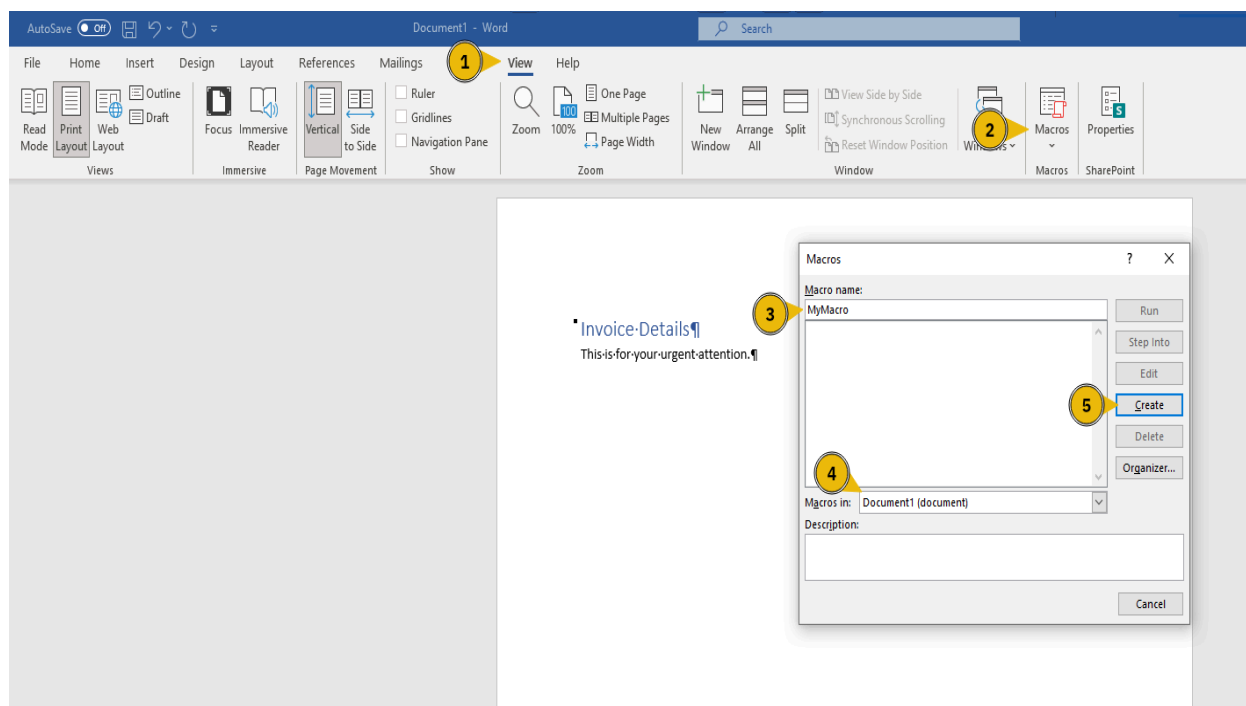 AutoSave Off Document1 - Word Search
File Home Insert Design Layout References Mailings 1 View Help
Read Mode
Print Layout
Web Layout
Outline
Draft
Views
Focus
Immersive Reader
Immersive
Vertical
Side to Side
Page Movement
Ruler
Gridlines
Navigation Pane
Show
Zoom
100
100%
One Page
Multiple Pages
Page Width
Zoom
New Window
Arrange All
Split
View Side by Side
Synchronous Scrolling
Reset Window Position
Window
2
Macros
Macros
S
Properties
SharePoint
Invoice·Details¶
This·is·for·your·urgent·attention.¶
Macros ? X
Macro name:
3 MyMacro
Run
Step Into
Edit
5 Create
Delete
Organizer...
4
Macros in: Document1 (document)
Description:
Cancel